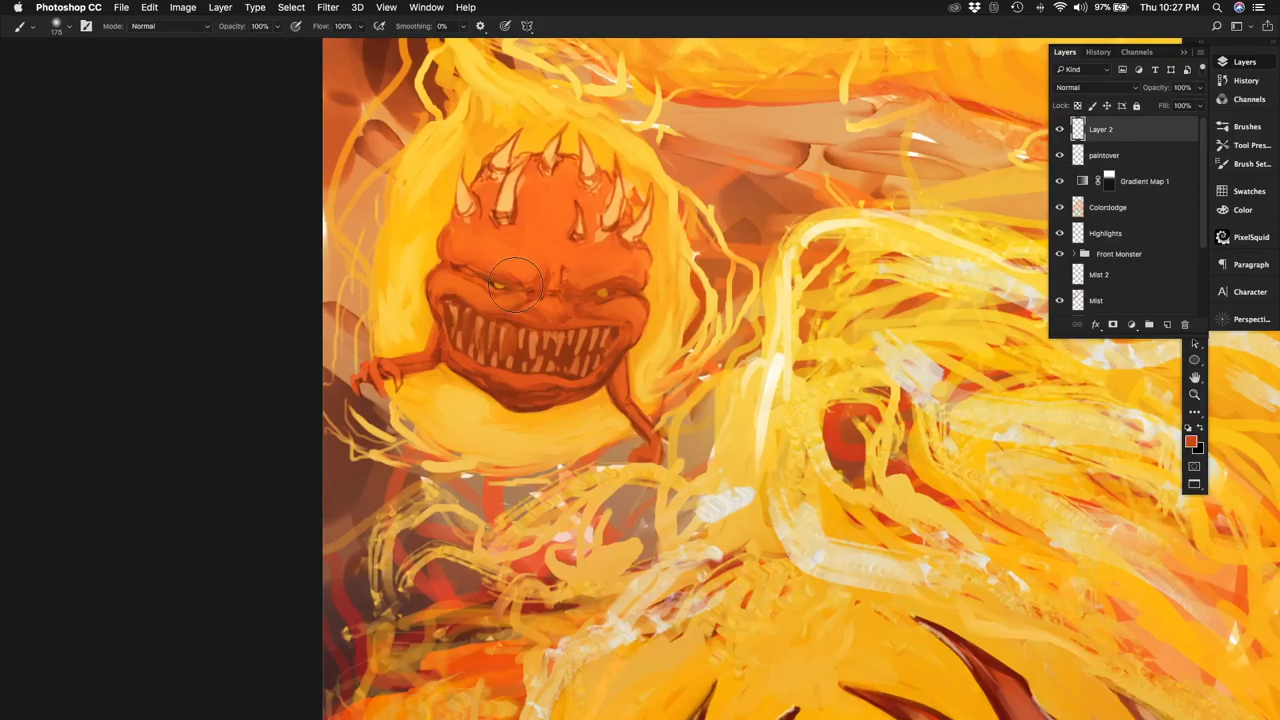 Photoshop CC File Edit Image Layer Type Select Filter 3D View Window Help 97% Thu 10:27 PM
175 Mode: Normal Opacity: 100% Flow: 100% Smoothing: 0%
Layers History Channels
Kind
Normal Opacity: 100%
Lock: Fill: 100%
Layer 2
paintover
Gradient Map 1
Colordodge
Highlights
Front Monster
Mist 2
Mist
fx
Layers
History
Channels
Brushes
Tool Pres...
Brush Set...
Swatches
Color
PixelSquid
Paragraph
Character
Perspecti...